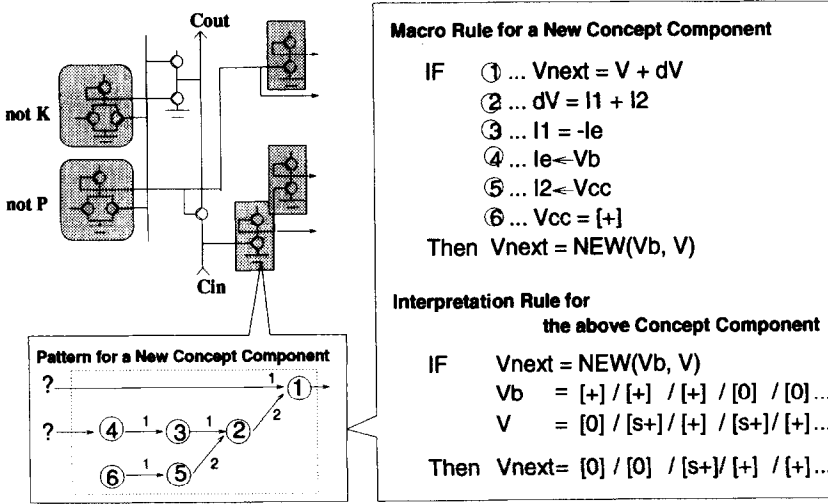 Cout
not K
not P
Cin
Pattern for a New Concept Component
? 1 ①
? ④ 1 ③ 1 ② 2
⑥ 1 ⑤ 2
Macro Rule for a New Concept Component
IF ① ... Vnext = V + dV
② ... dV = I1 + I2
③ ... I1 = -Ie
④ ... Ie←Vb
⑤ ... I2←Vcc
⑥ ... Vcc = [+]
Then Vnext = NEW(Vb, V)
Interpretation Rule for
the above Concept Component
IF Vnext = NEW(Vb, V)
Vb = [+] / [+] / [+] / [0] / [0] ...
V = [0] / [s+] / [+] / [s+] / [+] ...
Then Vnext= [0] / [0] / [s+] / [+] / [+] ...